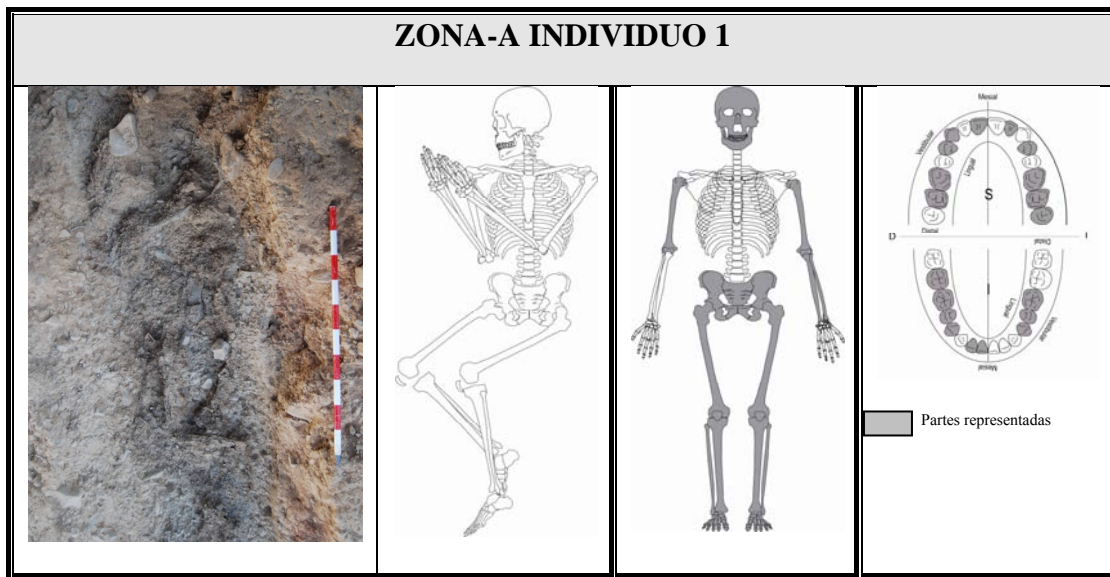 ZONA-A INDIVIDUO 1
Mesial
Vestibular
Lingual
S
Distal
D
I
Distal
I
Lingual
Vestibular
Mesial
Partes representadas